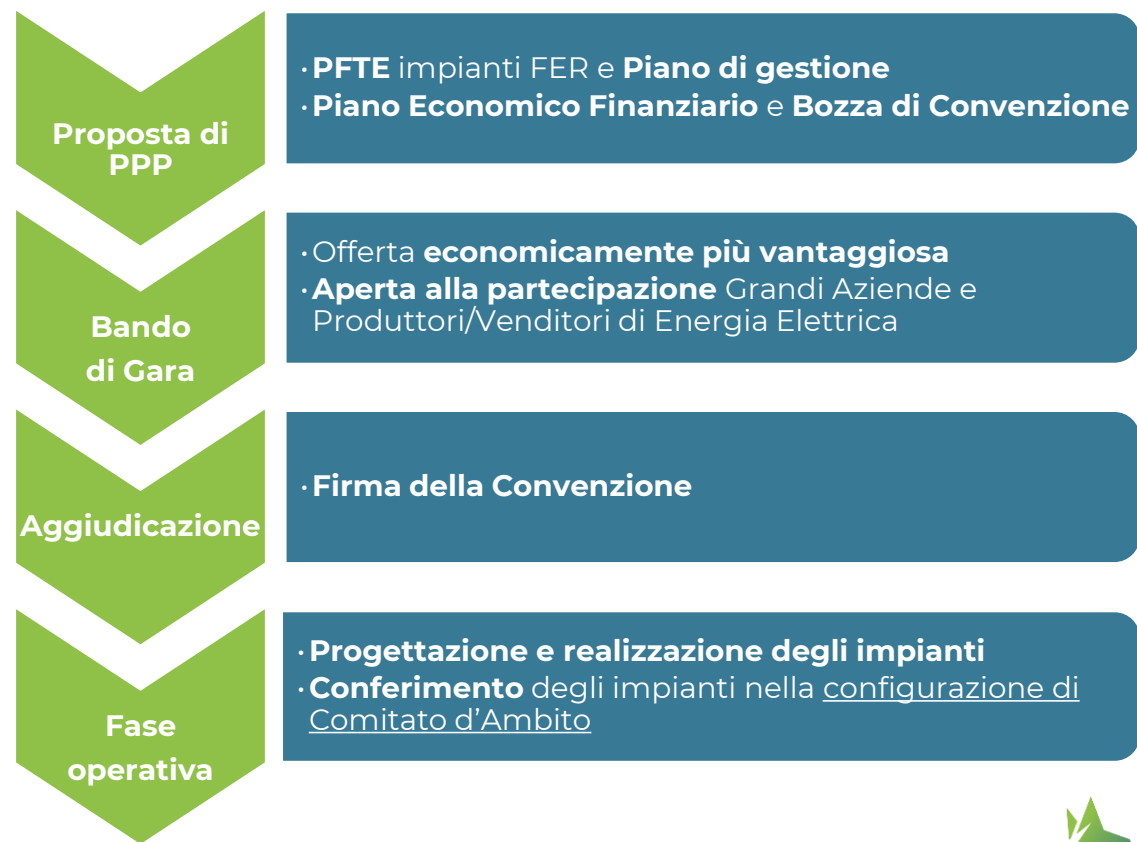 Proposta di
PPP
· PFTE impianti FER e Piano di gestione
· Piano Economico Finanziario e Bozza di Convenzione
Bando
di Gara
· Offerta economicamente più vantaggiosa
· Aperta alla partecipazione Grandi Aziende e
Produttori/Venditori di Energia Elettrica
Aggiudicazione
· Firma della Convenzione
Fase
operativa
· Progettazione e realizzazione degli impianti
· Conferimento degli impianti nella configurazione di
Comitato d’Ambito